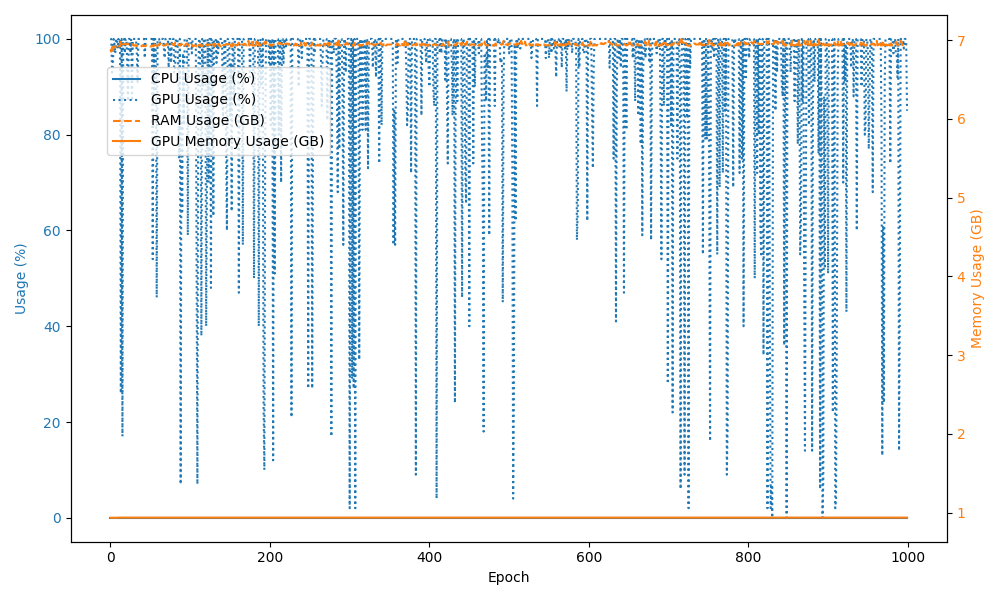 100
80
60
40
20
0
Usage (%)
CPU Usage (%)
GPU Usage (%)
RAM Usage (GB)
GPU Memory Usage (GB)
7
6
5
4
3
2
1
Memory Usage (GB)
0
200
400
600
800
1000
Epoch